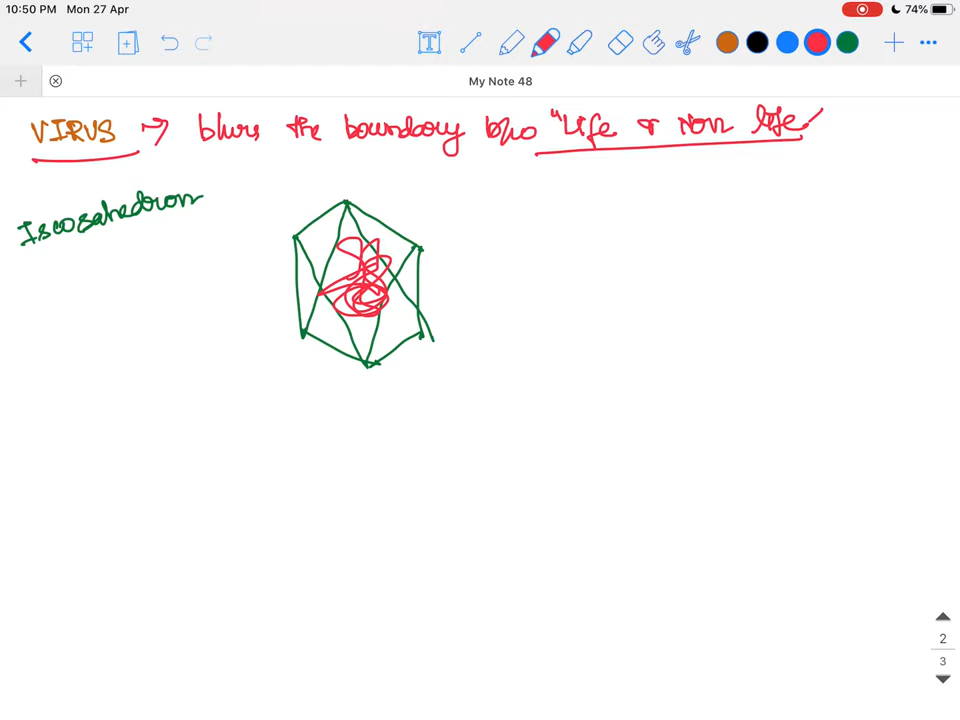 10:50 PM Mon 27 Apr 74%
My Note 48
VIRUS → blurs the boundary b/w "Life & Non life"
Iscosahedron
2
3